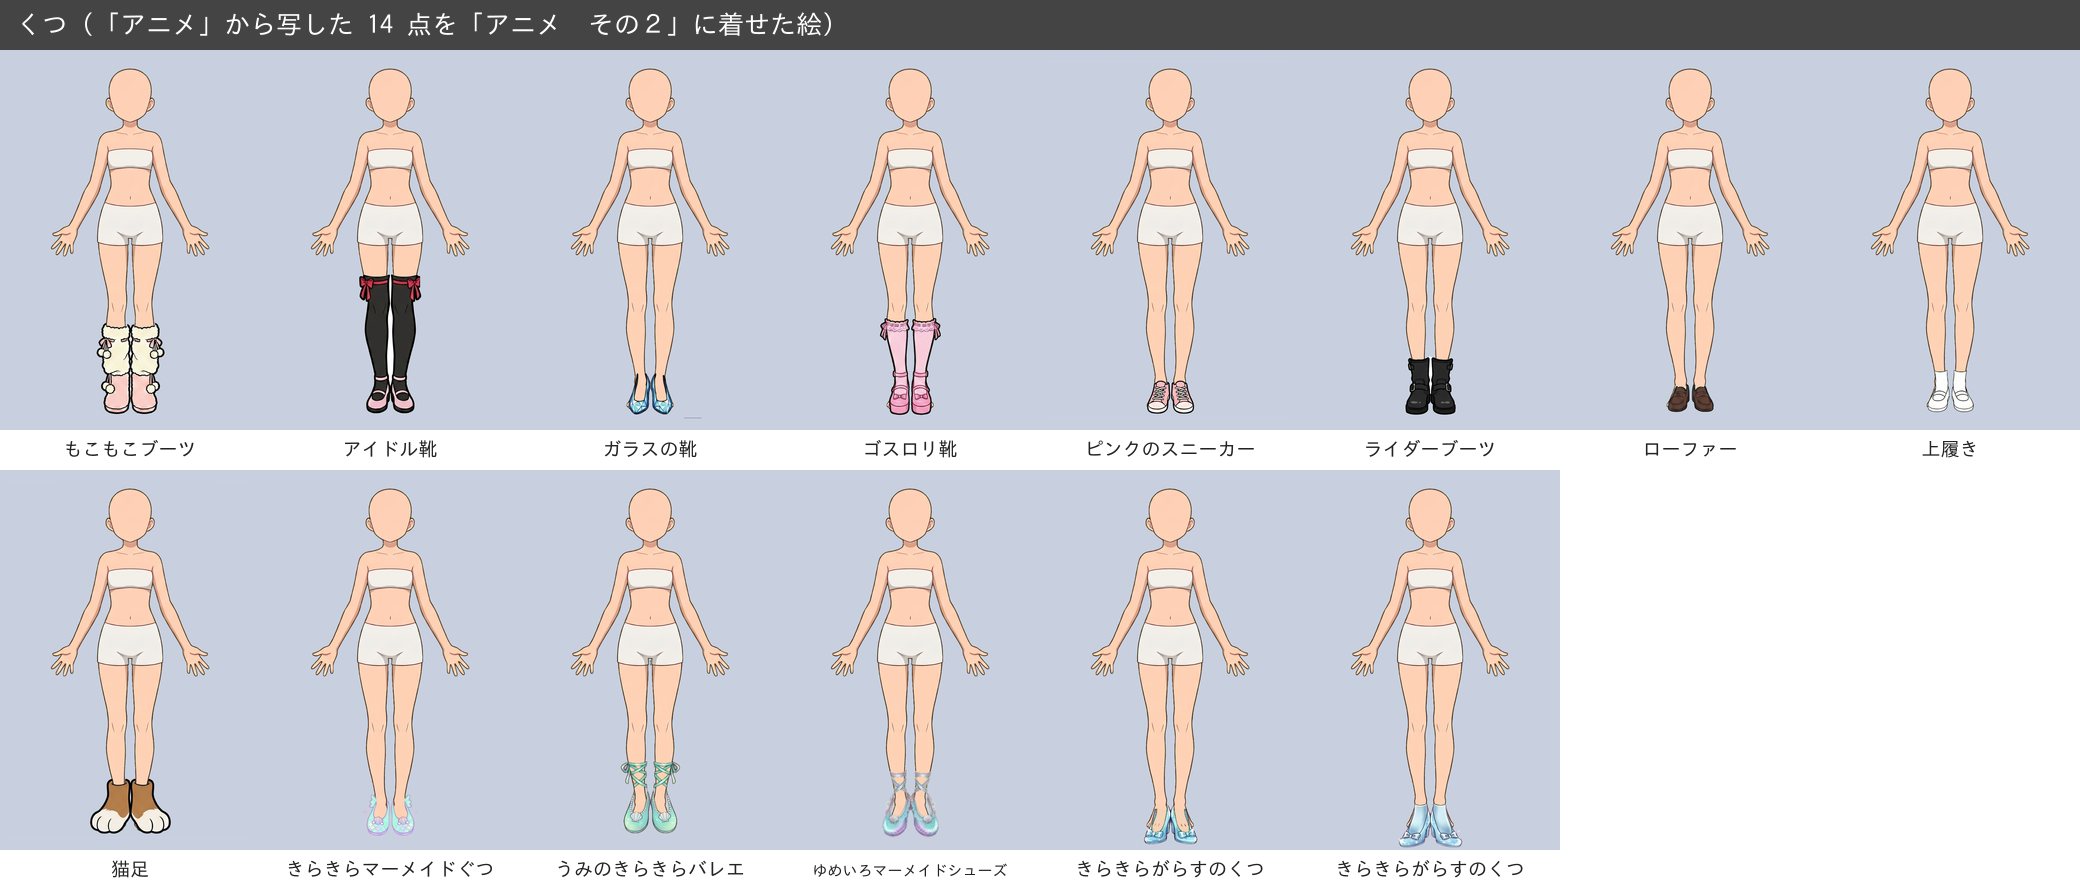 くつ（「アニメ」から写した 14 点を「アニメ　その２」に着せた絵）
もこもこブーツ
アイドル靴
ガラスの靴
ゴスロリ靴
ピンクのスニーカー
ライダーブーツ
ローファー
上履き
猫足
きらきらマーメイドぐつ
うみのきらきらバレエ
ゆめいろマーメイドシューズ
きらきらがらすのくつ
きらきらがらすのくつ